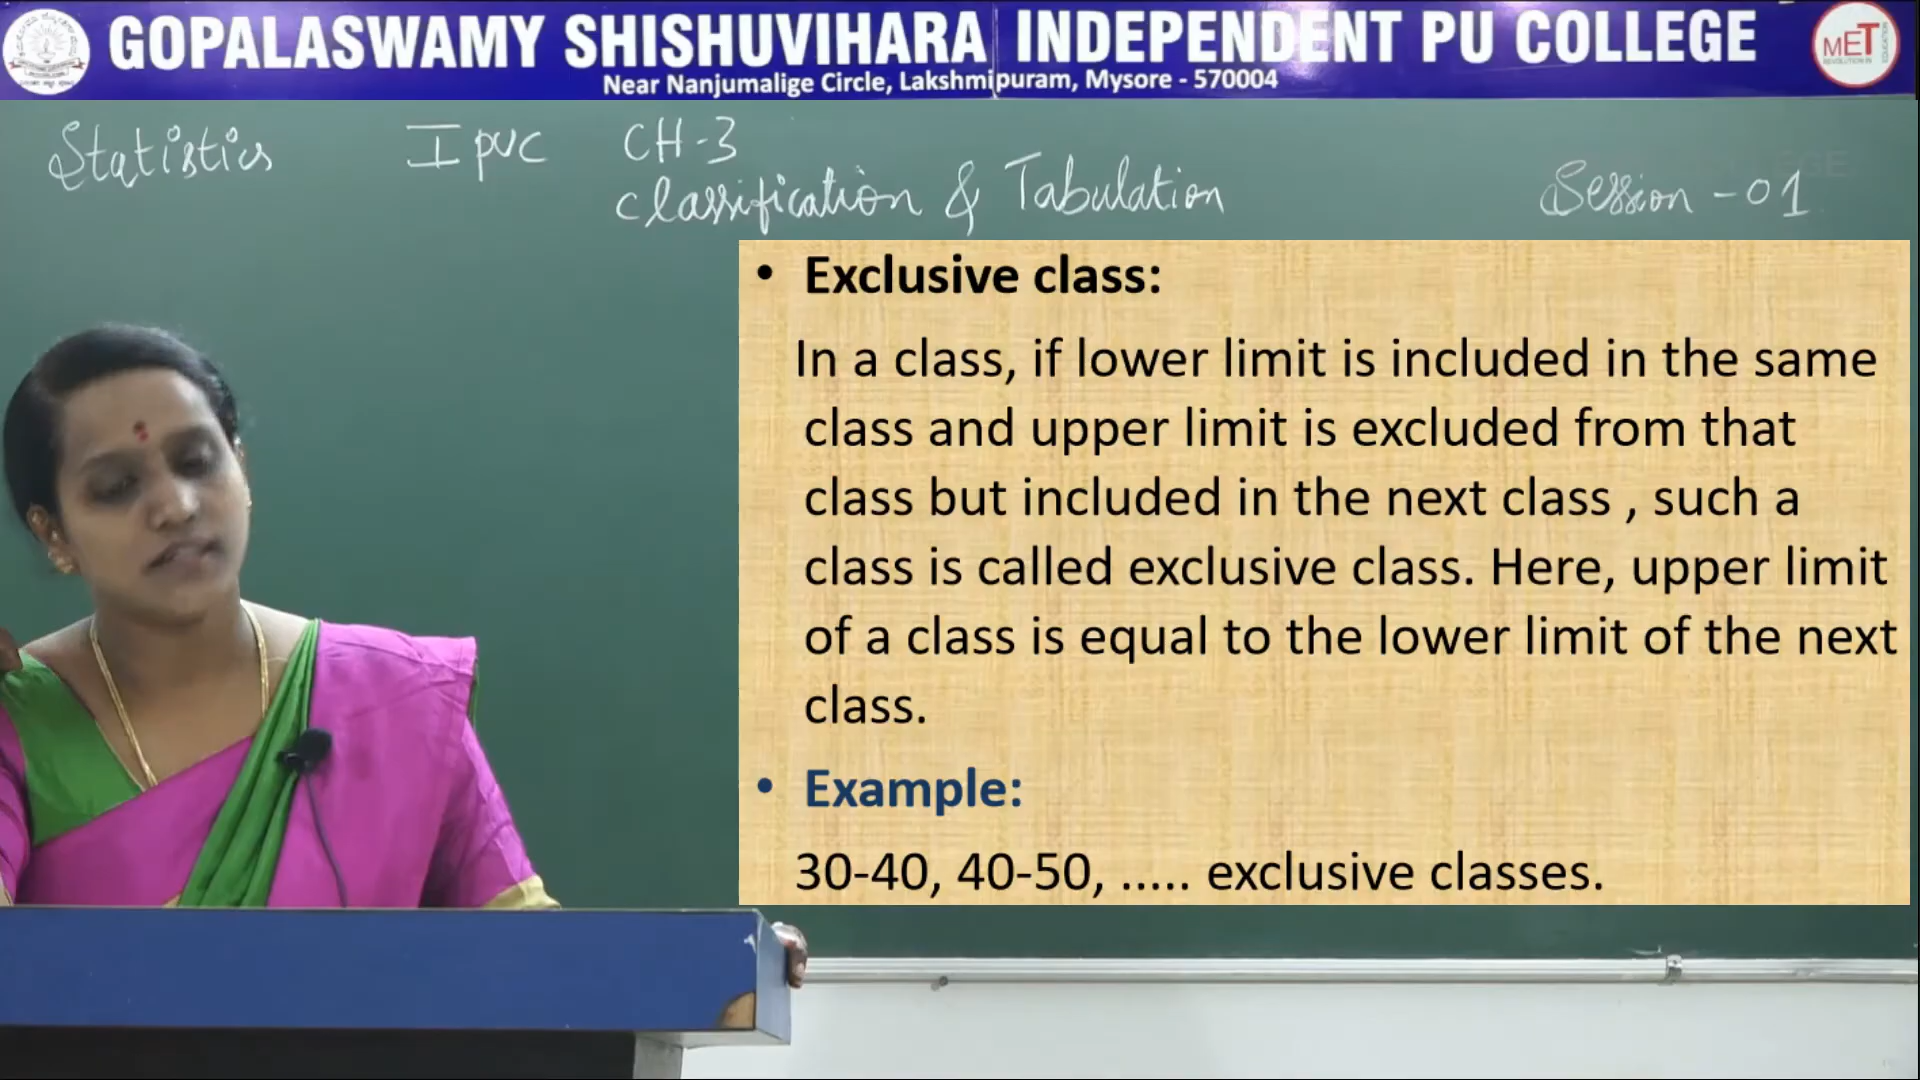 GOPALASWAMY SHISHUVIHARA INDEPENDENT PU COLLEGE
Near Nanjumalige Circle, Lakshmipuram, Mysore - 570004
MET
Statistics I PUC CH-3
Classification & Tabulation
Session - 01
• Exclusive class:
In a class, if lower limit is included in the same
class and upper limit is excluded from that
class but included in the next class , such a
class is called exclusive class. Here, upper limit
of a class is equal to the lower limit of the next
class.
• Example:
30-40, 40-50, ..... exclusive classes.